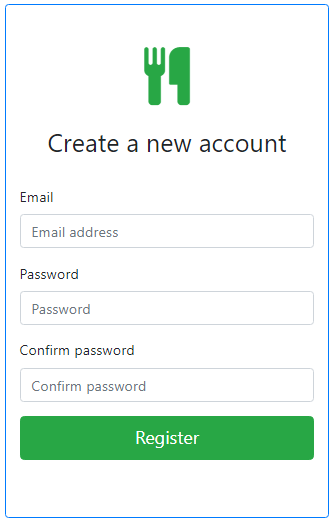 Create a new account
Email
Email address
Password
Password
Confirm password
Confirm password
Register